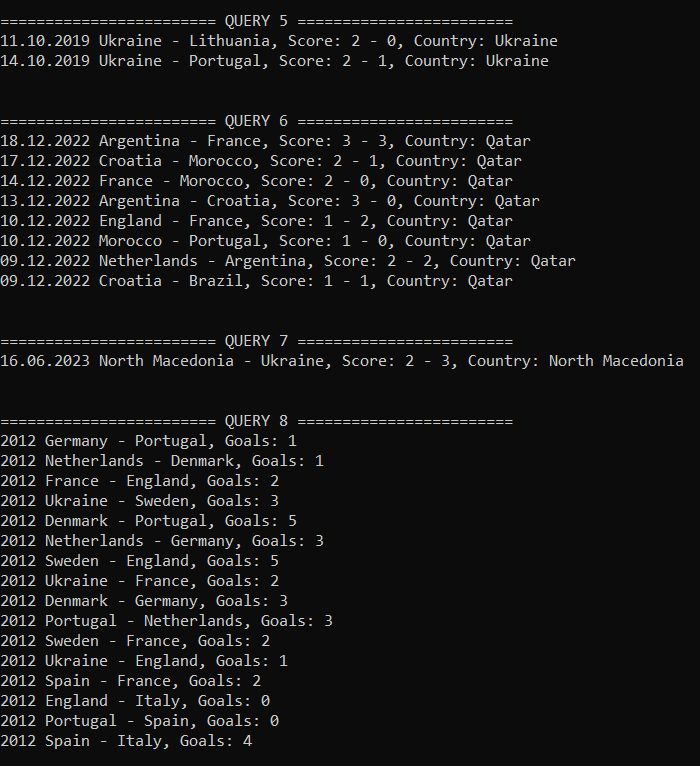 ======================== QUERY 5 ========================
11.10.2019 Ukraine - Lithuania, Score: 2 - 0, Country: Ukraine
14.10.2019 Ukraine - Portugal, Score: 2 - 1, Country: Ukraine
======================== QUERY 6 ========================
18.12.2022 Argentina - France, Score: 3 - 3, Country: Qatar
17.12.2022 Croatia - Morocco, Score: 2 - 1, Country: Qatar
14.12.2022 France - Morocco, Score: 2 - 0, Country: Qatar
13.12.2022 Argentina - Croatia, Score: 3 - 0, Country: Qatar
10.12.2022 England - France, Score: 1 - 2, Country: Qatar
10.12.2022 Morocco - Portugal, Score: 1 - 0, Country: Qatar
09.12.2022 Netherlands - Argentina, Score: 2 - 2, Country: Qatar
09.12.2022 Croatia - Brazil, Score: 1 - 1, Country: Qatar
======================== QUERY 7 ========================
16.06.2023 North Macedonia - Ukraine, Score: 2 - 3, Country: North Macedonia
======================== QUERY 8 ========================
2012 Germany - Portugal, Goals: 1
2012 Netherlands - Denmark, Goals: 1
2012 France - England, Goals: 2
2012 Ukraine - Sweden, Goals: 3
2012 Denmark - Portugal, Goals: 5
2012 Netherlands - Germany, Goals: 3
2012 Sweden - England, Goals: 5
2012 Ukraine - France, Goals: 2
2012 Denmark - Germany, Goals: 3
2012 Portugal - Netherlands, Goals: 3
2012 Sweden - France, Goals: 2
2012 Ukraine - England, Goals: 1
2012 Spain - France, Goals: 2
2012 England - Italy, Goals: 0
2012 Portugal - Spain, Goals: 0
2012 Spain - Italy, Goals: 4